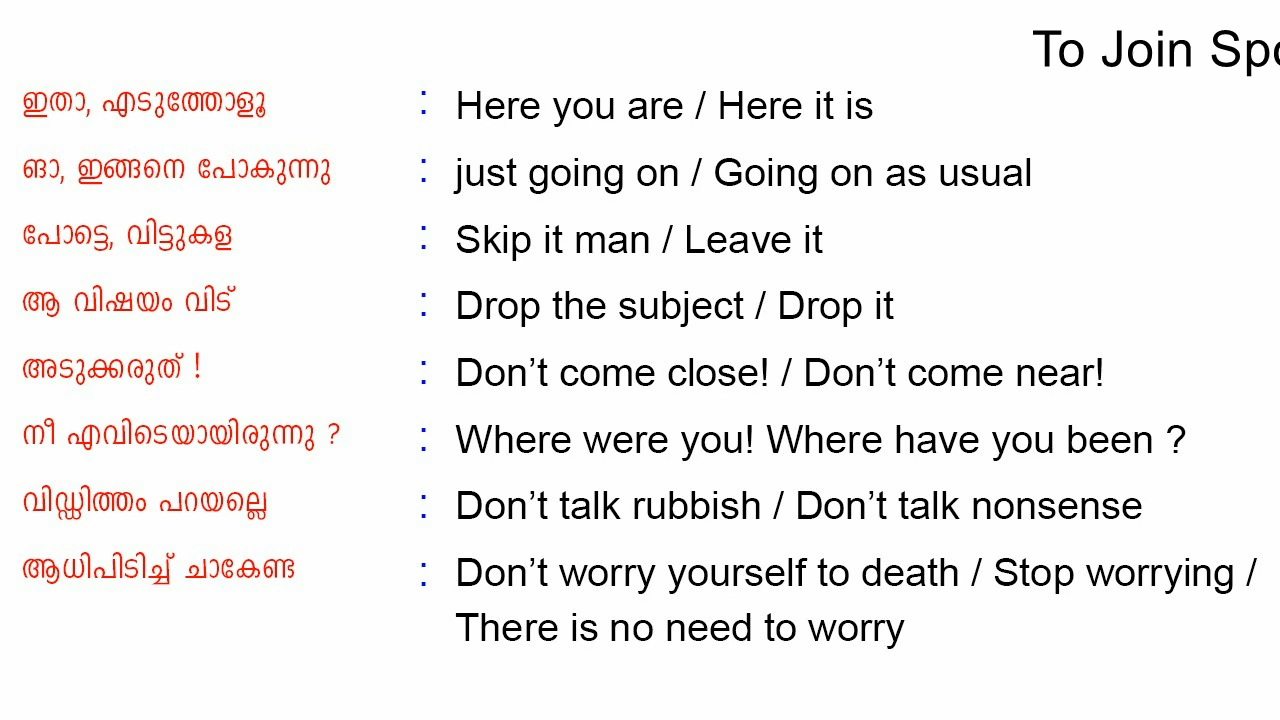 To Join
ഇതാ, എടുത്തോളൂ : Here you are / Here it is
ഓ, ഇങ്ങനെ പോകുന്നു : just going on / Going on as usual
പോട്ടെ, വിട്ടുകള : Skip it man / Leave it
ആ വിഷയം വിട് : Drop the subject / Drop it
അടുക്കരുത് ! : Don’t come close! / Don’t come near!
നീ എവിടെയായിരുന്നു ? : Where were you! Where have you been ?
വിഡ്ഢിത്തം പറയല്ലെ : Don’t talk rubbish / Don’t talk nonsense
ആധിപിടിച്ച് ചാകേണ്ട : Don’t worry yourself to death / Stop worrying /
There is no need to worry